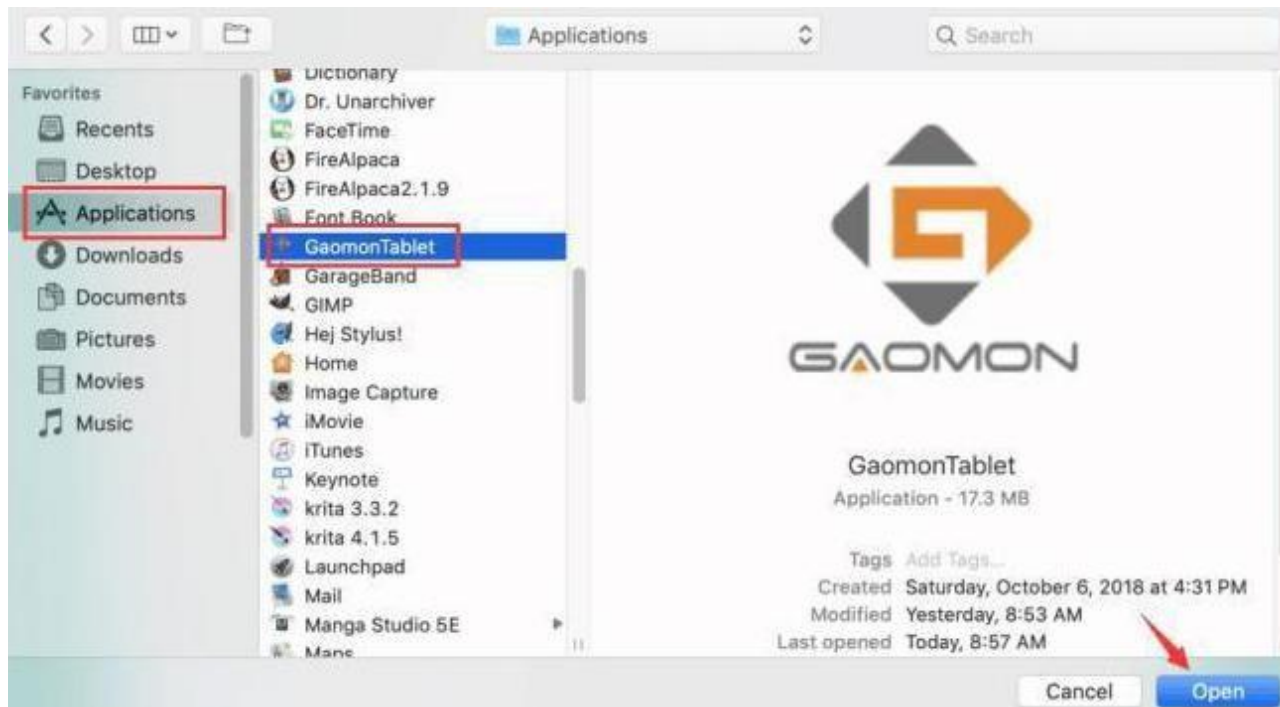 Applications
Search
Favorites
Recents
Desktop
Applications
Downloads
Documents
Pictures
Movies
Music
Dictionary
Dr. Unarchiver
FaceTime
FireAlpaca
FireAlpaca2.1.9
Font Book
GaomonTablet
GarageBand
GIMP
Hej Stylus!
Home
Image Capture
iMovie
iTunes
Keynote
krita 3.3.2
krita 4.1.5
Launchpad
Mail
Manga Studio 5E
Maps
GAOMON
GaomonTablet
Application - 17.3 MB
Tags Add Tags...
Created Saturday, October 6, 2018 at 4:31 PM
Modified Yesterday, 8:53 AM
Last opened Today, 8:57 AM
Cancel
Open